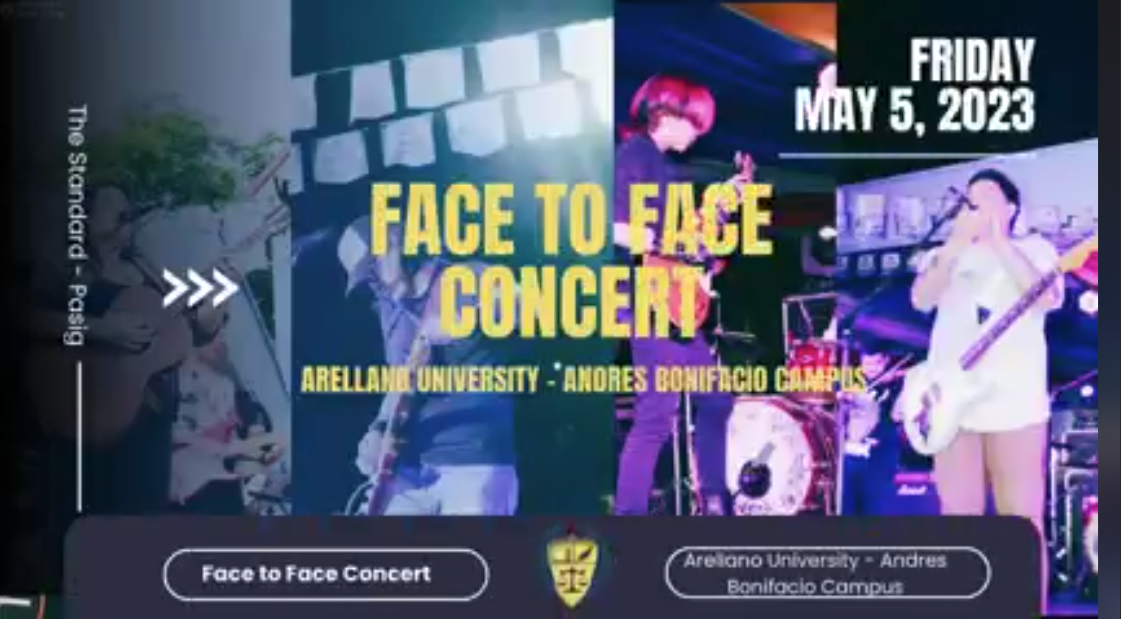 FRIDAY
MAY 5, 2023
The Standard - Pasig
FACE TO FACE
CONCERT
ARELLANO UNIVERSITY - ANDRES BONIFACIO CAMPUS
Face to Face Concert
Arellano University - Andres
Bonifacio Campus